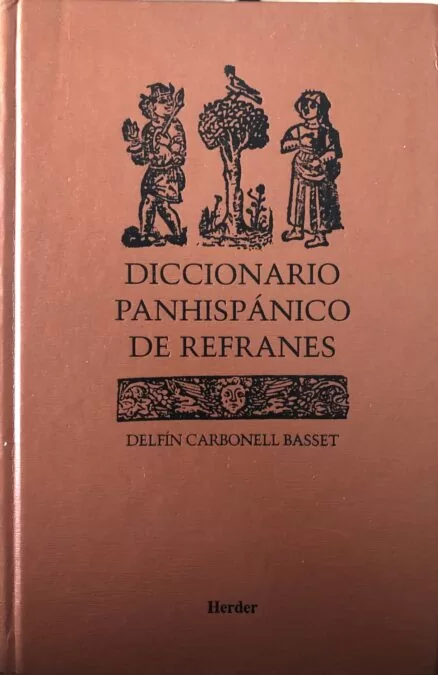 DICCIONARIO
PANHISPÁNICO
DE REFRANES
DELFÍN CARBONELL BASSET
Herder